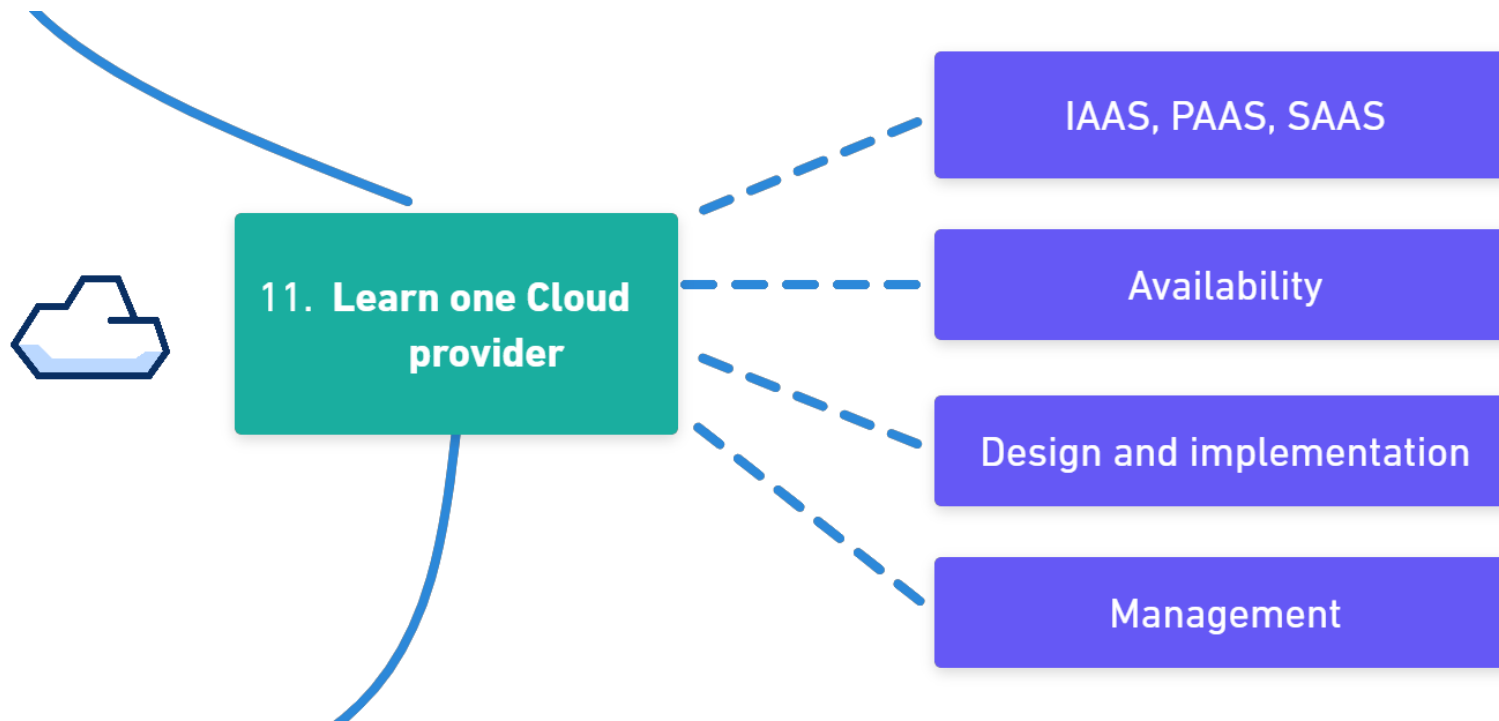 IAAS, PAAS, SAAS
11. Learn one Cloud
provider
Availability
Design and implementation
Management